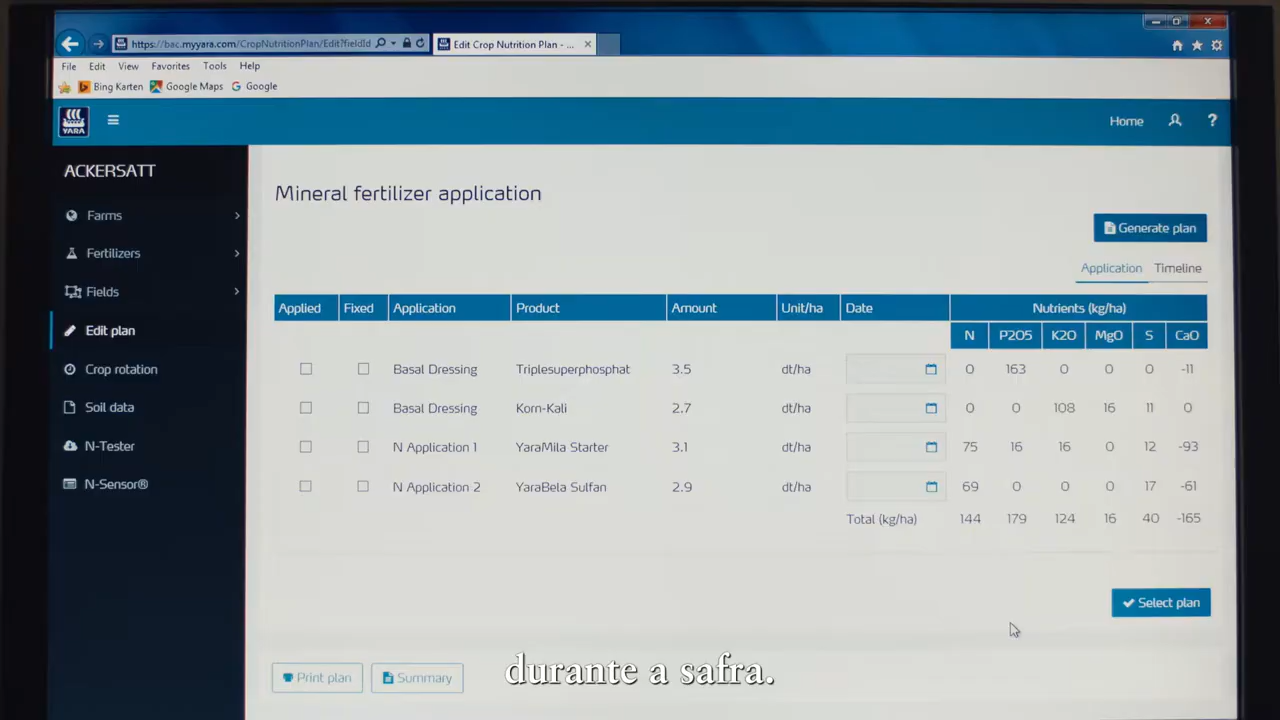 https://bac.myyara.com/CropNutritionPlan/Edit?fieldId
Edit Crop Nutrition Plan - ...
File Edit View Favorites Tools Help
Bing Karten Google Maps G Google
YARA
Home ?
ACKERSATT
Farms
Fertilizers
Fields
Edit plan
Crop rotation
Soil data
N-Tester
N-Sensor®
Mineral fertilizer application
Generate plan
Application Timeline
Applied Fixed Application Product Amount Unit/ha Date Nutrients (kg/ha)
N P2O5 K2O MgO S CaO
Basal Dressing Triplesuperphosphat 3.5 dt/ha 0 163 0 0 0 -11
Basal Dressing Korn-Kali 2.7 dt/ha 0 0 108 16 11 0
N Application 1 YaraMila Starter 3.1 dt/ha 75 16 16 0 12 -93
N Application 2 YaraBela Sulfan 2.9 dt/ha 69 0 0 0 17 -61
Total (kg/ha) 144 179 124 16 40 -165
Select plan
Print plan Summary
durante a safra.